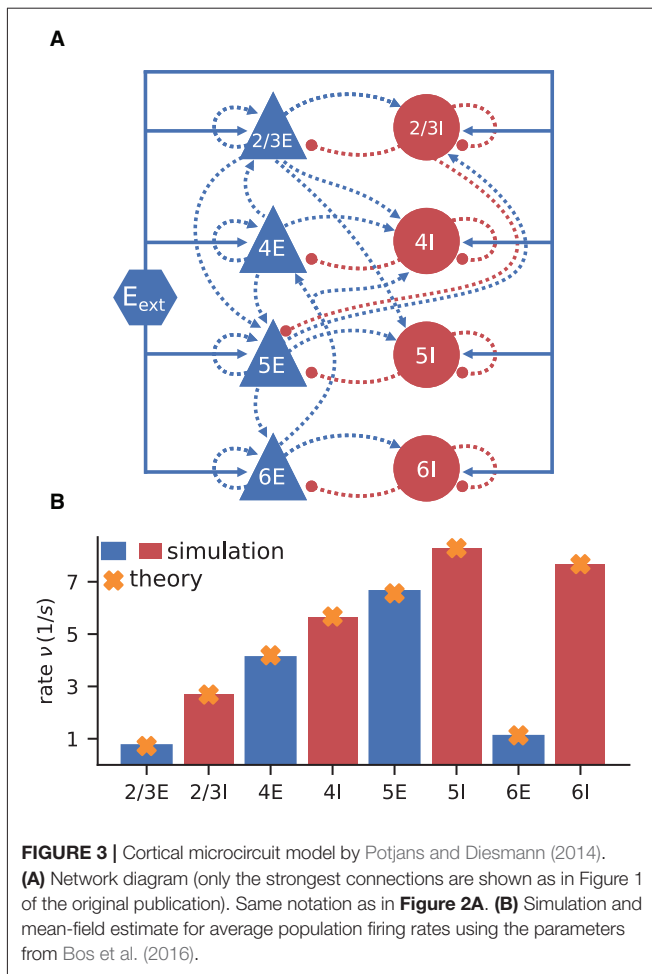 A
2/3E
2/3I
4E
4I
E_ext
5E
5I
6E
6I
B
simulation
theory
rate ν (1/s)
7
5
3
1
2/3E 2/3I 4E 4I 5E 5I 6E 6I
FIGURE 3 | Cortical microcircuit model by Potjans and Diesmann (2014).
(A) Network diagram (only the strongest connections are shown as in Figure 1
of the original publication). Same notation as in Figure 2A. (B) Simulation and
mean-field estimate for average population firing rates using the parameters
from Bos et al. (2016).